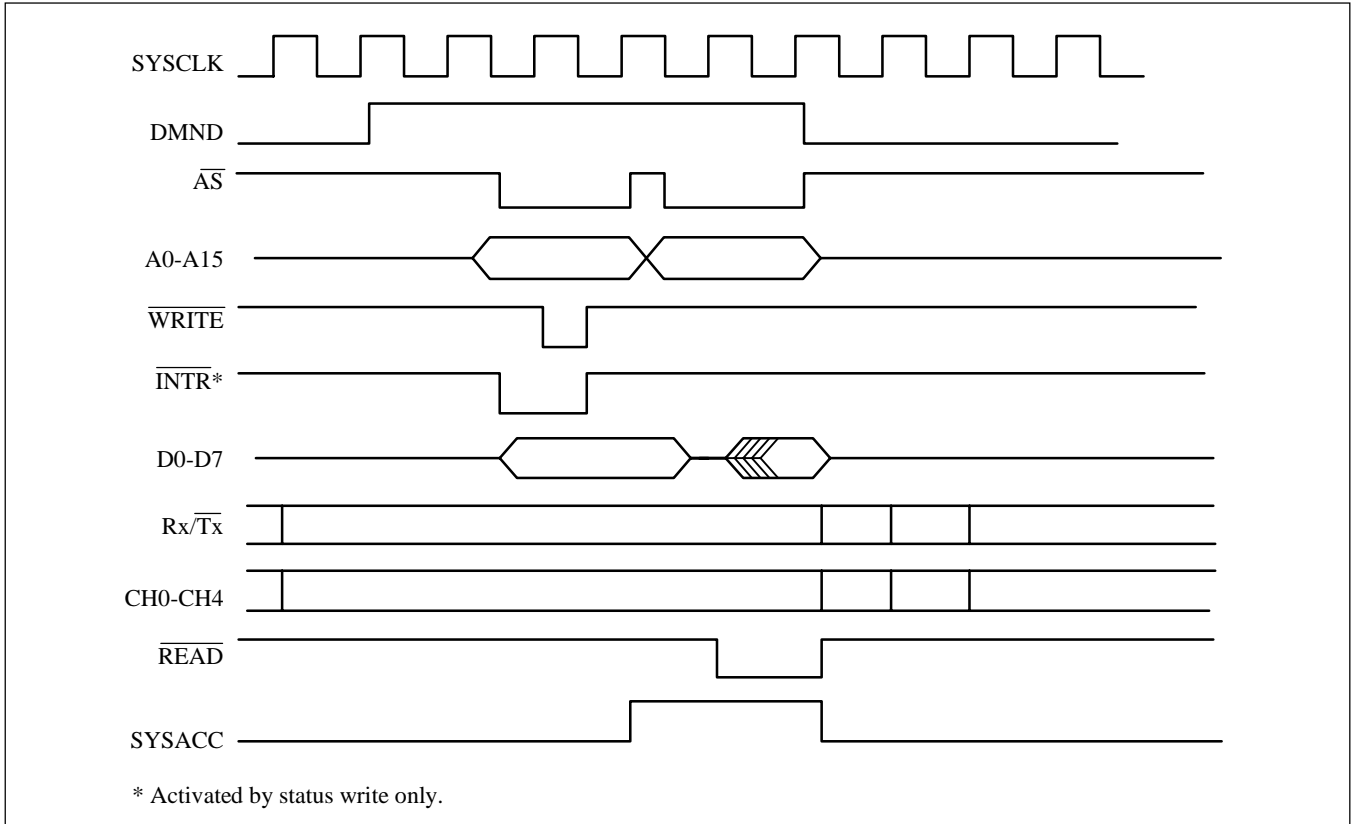 SYSCLK
DMND
AS
A0-A15
WRITE
INTR*
D0-D7
Rx/Tx
CH0-CH4
READ
SYSACC
* Activated by status write only.